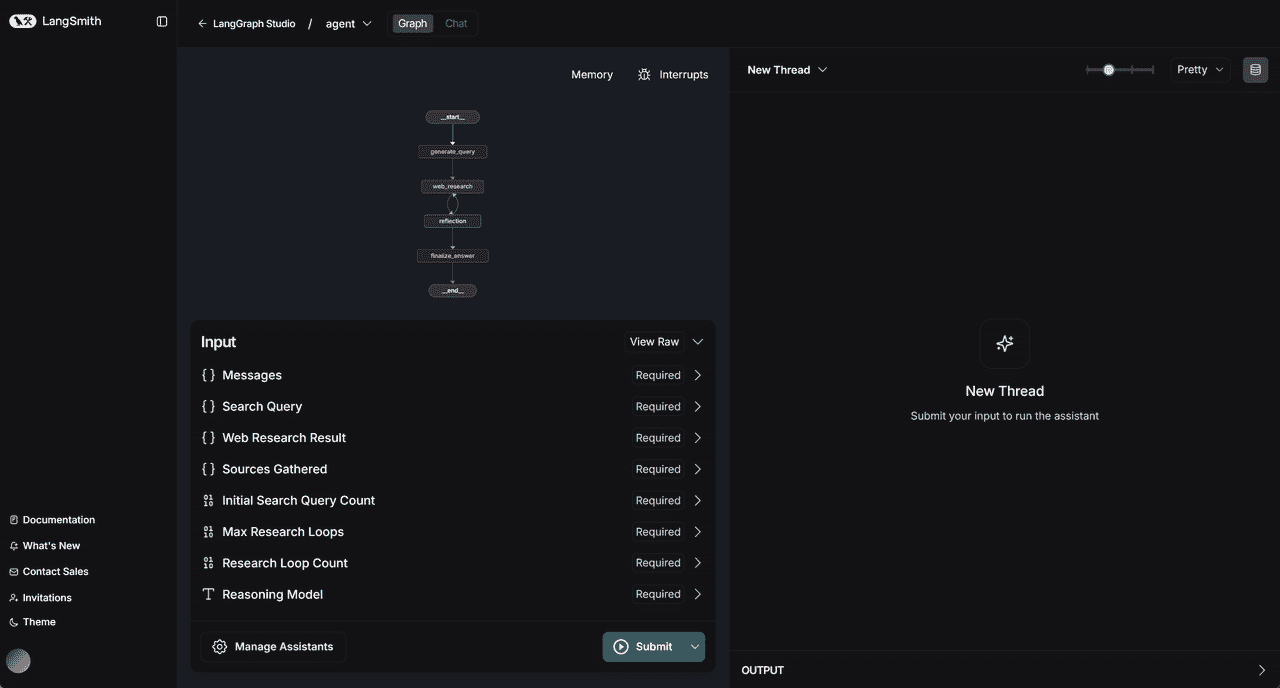 LangSmith
LangGraph Studio / agent
Graph
Chat
Memory
Interrupts
__start__
generate_query
web_research
reflection
finalize_answer
__end__
Input
View Raw
{ } Messages Required
{ } Search Query Required
{ } Web Research Result Required
{ } Sources Gathered Required
Initial Search Query Count Required
Max Research Loops Required
Research Loop Count Required
Reasoning Model Required
Manage Assistants
Submit
New Thread
Pretty
New Thread
Submit your input to run the assistant
OUTPUT
Documentation
What's New
Contact Sales
Invitations
Theme